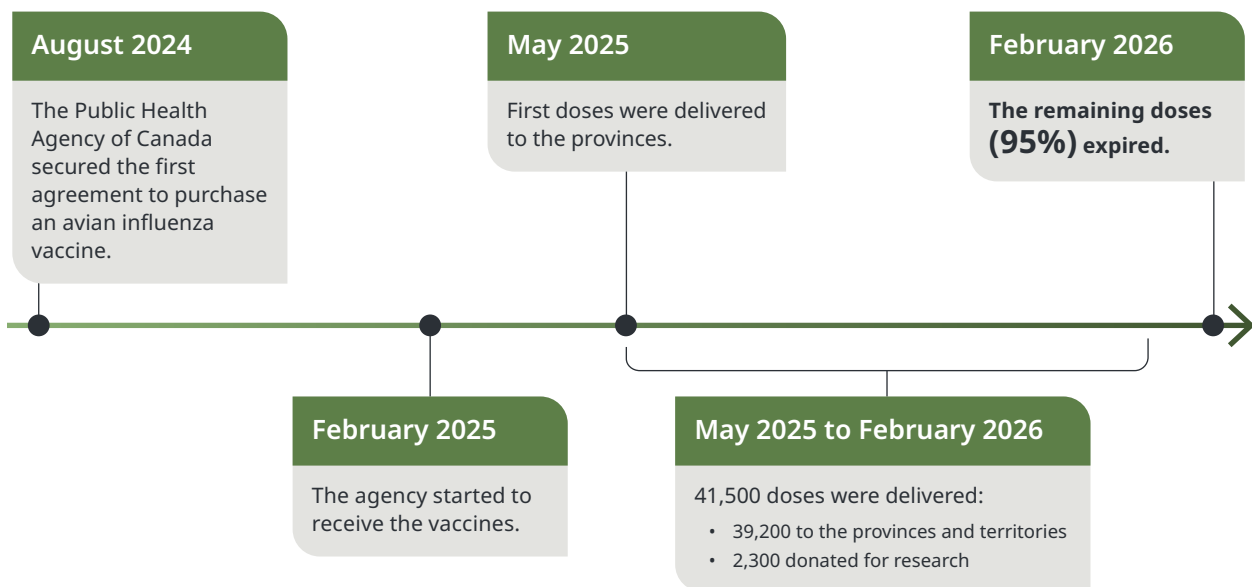 August 2024
The Public Health
Agency of Canada
secured the first
agreement to purchase
an avian influenza
vaccine.
February 2025
The agency started to
receive the vaccines.
May 2025
First doses were delivered
to the provinces.
May 2025 to February 2026
41,500 doses were delivered:
• 39,200 to the provinces and territories
• 2,300 donated for research
February 2026
The remaining doses
(95%) expired.